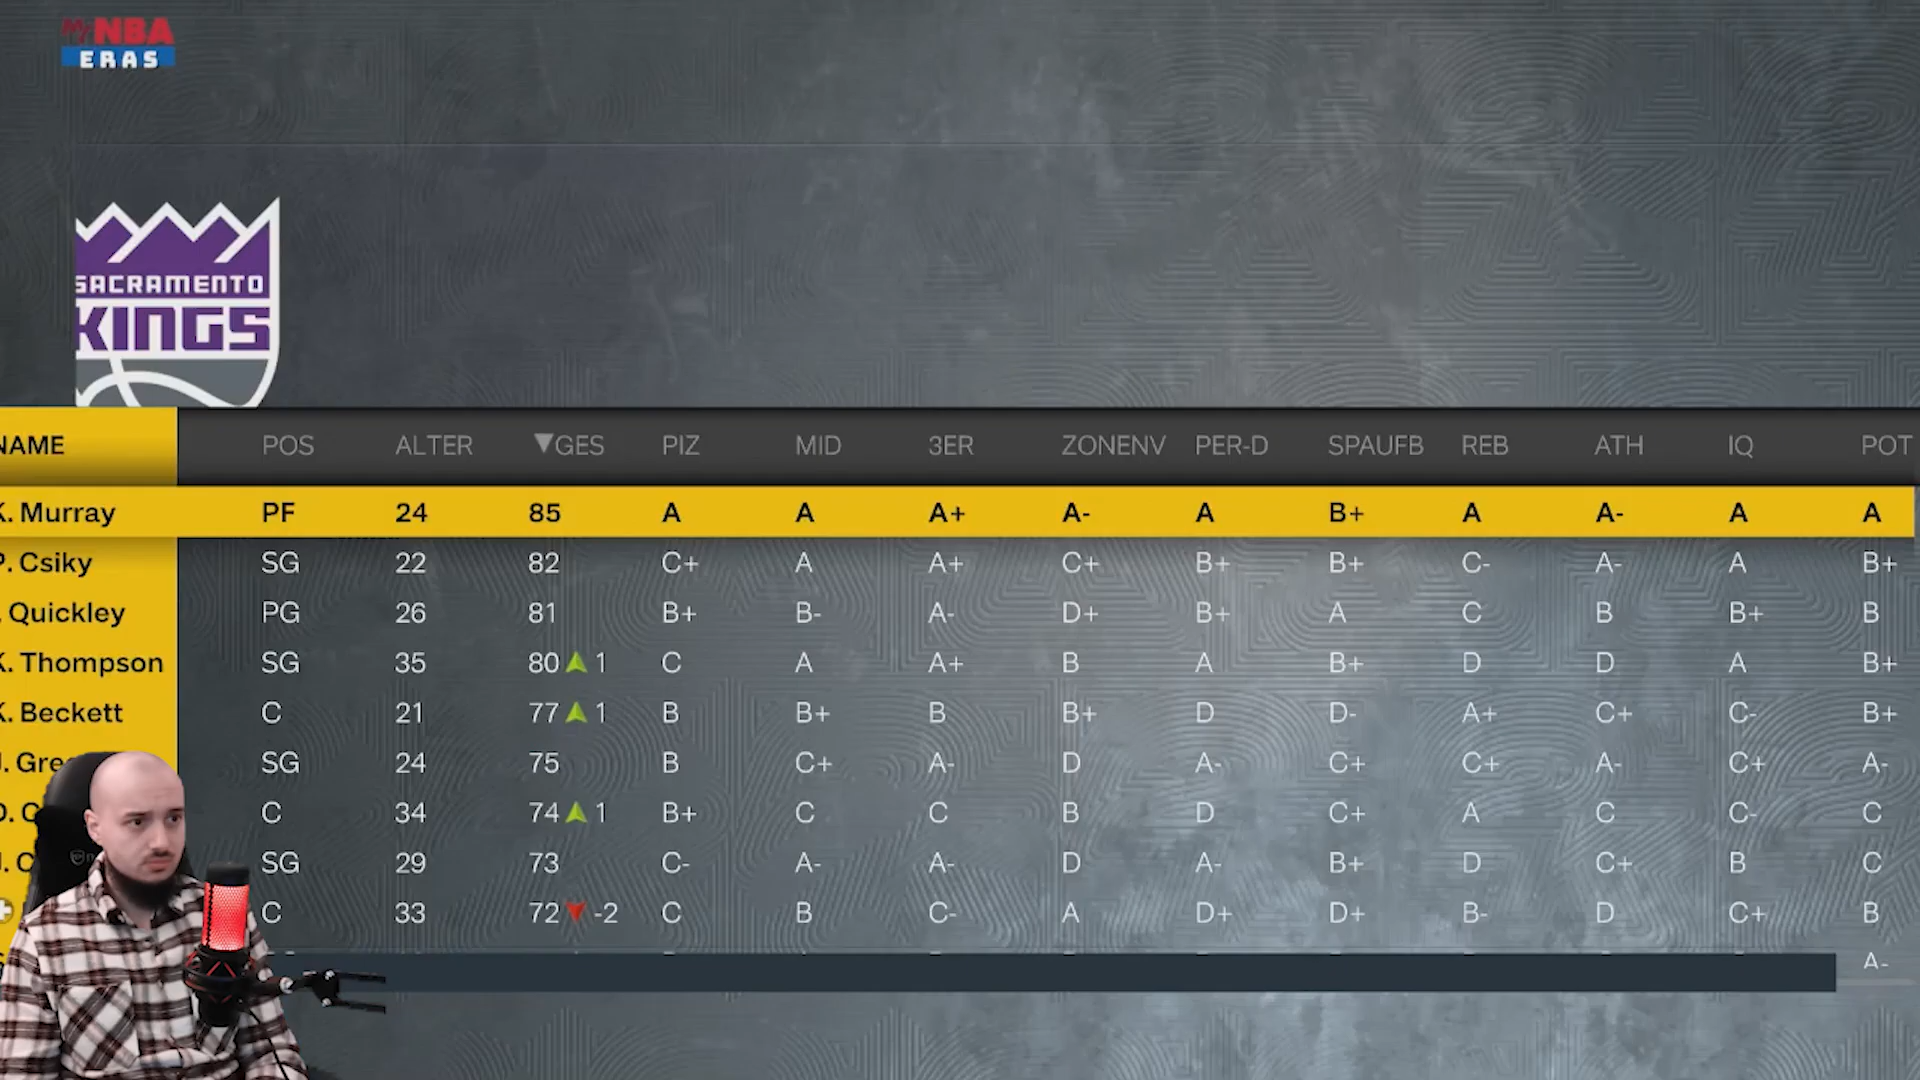 MyNBA
ERAS
SACRAMENTO
KINGS
NAME POS ALTER ▼GES PIZ MID 3ER ZONENV PER-D SPAUFB REB ATH IQ POT
K. Murray PF 24 85 A A A+ A- A B+ A A- A A
P. Csiky SG 22 82 C+ A A+ C+ B+ B+ C- A- A B+
. Quickley PG 26 81 B+ B- A- D+ B+ A C B B+ B
K. Thompson SG 35 80 ▲ 1 C A A+ B A B+ D D A B+
K. Beckett C 21 77 ▲ 1 B B+ B B+ D D- A+ C+ C- B+
J. Gre SG 24 75 B C+ A- D A- C+ C+ A- C+ A-
D. C C 34 74 ▲ 1 B+ C C B D C+ A C C- C
J. C SG 29 73 C- A- A- D A- B+ D C+ B C
C 33 72 ▼ -2 C B C- A D+ D+ B- D C+ B
A-